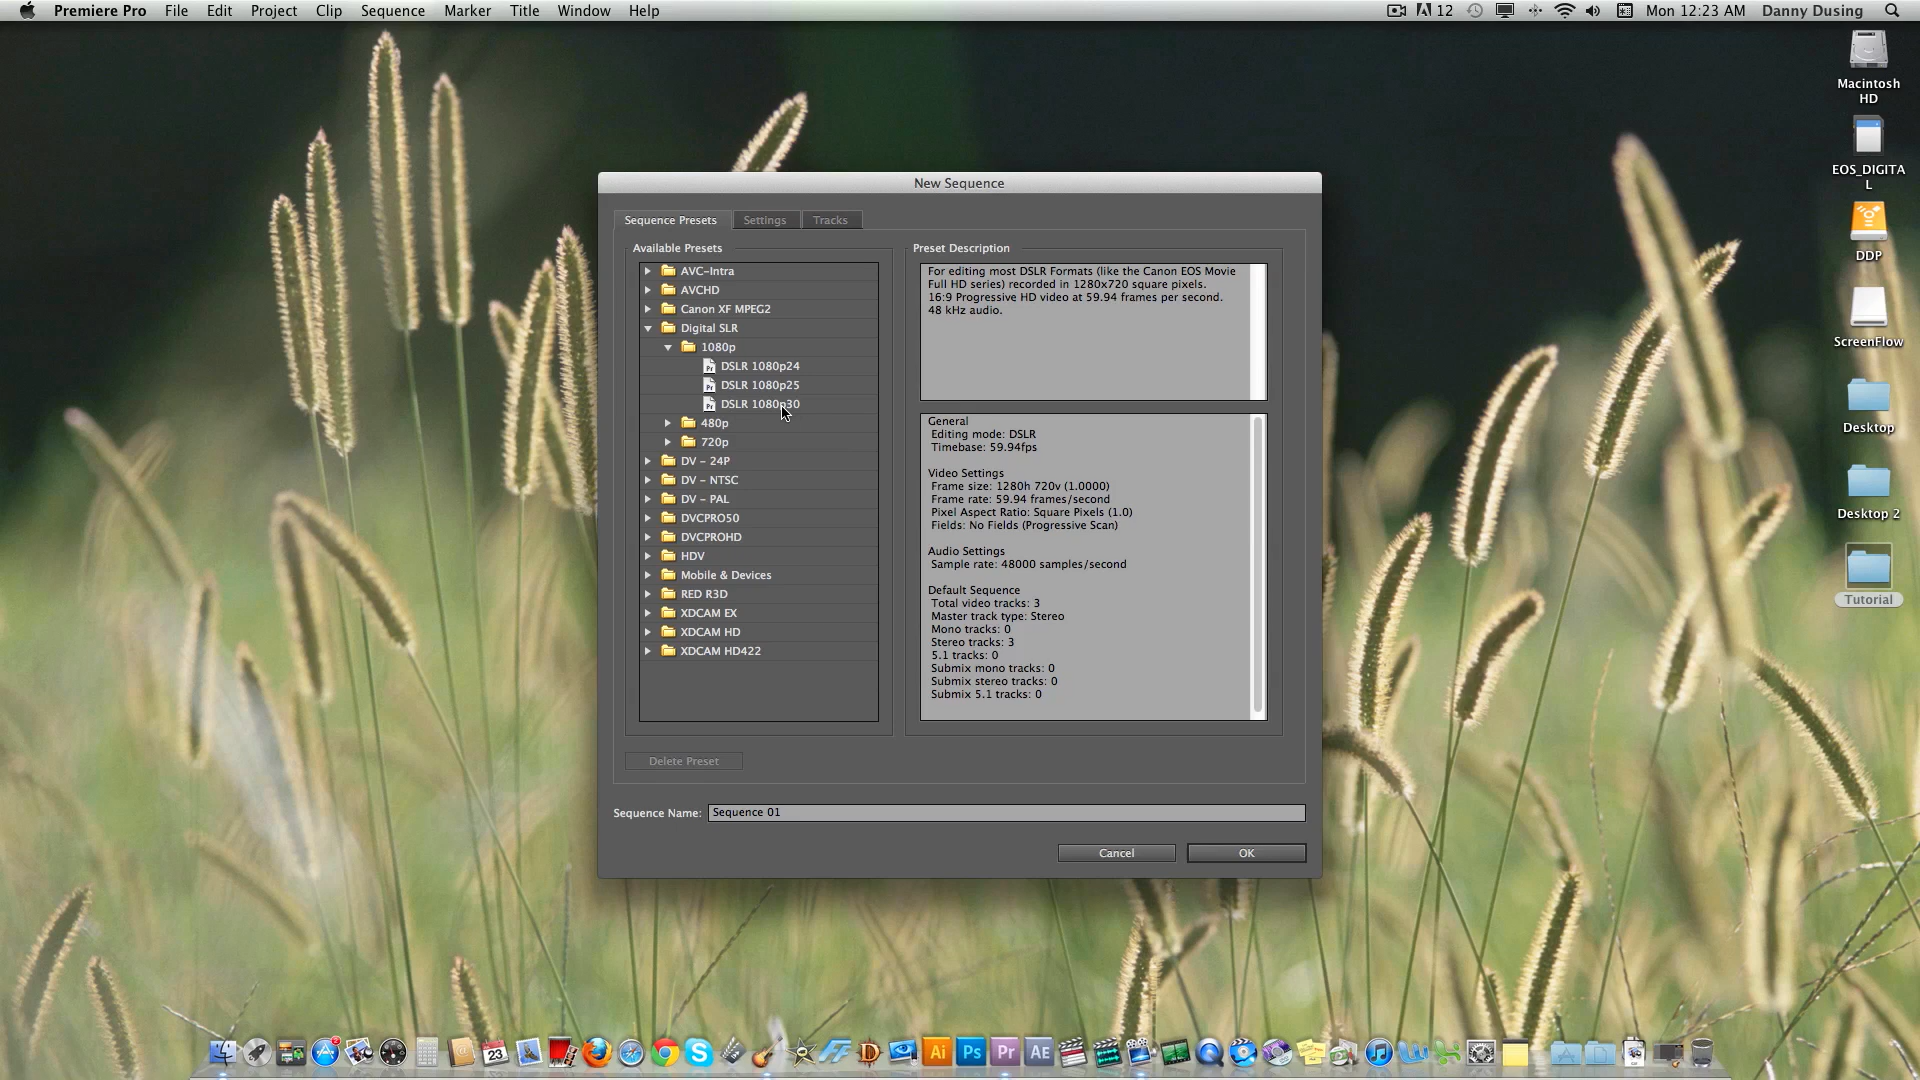 Premiere Pro File Edit Project Clip Sequence Marker Title Window Help
12 Mon 12:23 AM Danny Dusing
Macintosh
HD
EOS_DIGITA
L
DDP
ScreenFlow
Desktop
Desktop 2
Tutorial
New Sequence
Sequence Presets Settings Tracks
Available Presets
AVC-Intra
AVCHD
Canon XF MPEG2
Digital SLR
1080p
DSLR 1080p24
DSLR 1080p25
DSLR 1080p30
480p
720p
DV - 24P
DV - NTSC
DV - PAL
DVCPRO50
DVCPROHD
HDV
Mobile & Devices
RED R3D
XDCAM EX
XDCAM HD
XDCAM HD422
Delete Preset
Preset Description
For editing most DSLR Formats (like the Canon EOS Movie
Full HD series) recorded in 1280x720 square pixels.
16:9 Progressive HD video at 59.94 frames per second.
48 kHz audio.
General
Editing mode: DSLR
Timebase: 59.94fps
Video Settings
Frame size: 1280h 720v (1.0000)
Frame rate: 59.94 frames/second
Pixel Aspect Ratio: Square Pixels (1.0)
Fields: No Fields (Progressive Scan)
Audio Settings
Sample rate: 48000 samples/second
Default Sequence
Total video tracks: 3
Master track type: Stereo
Mono tracks: 0
Stereo tracks: 3
5.1 tracks: 0
Submix mono tracks: 0
Submix stereo tracks: 0
Submix 5.1 tracks: 0
Sequence Name: Sequence 01
Cancel OK
23 Ai Ps Pr Ae